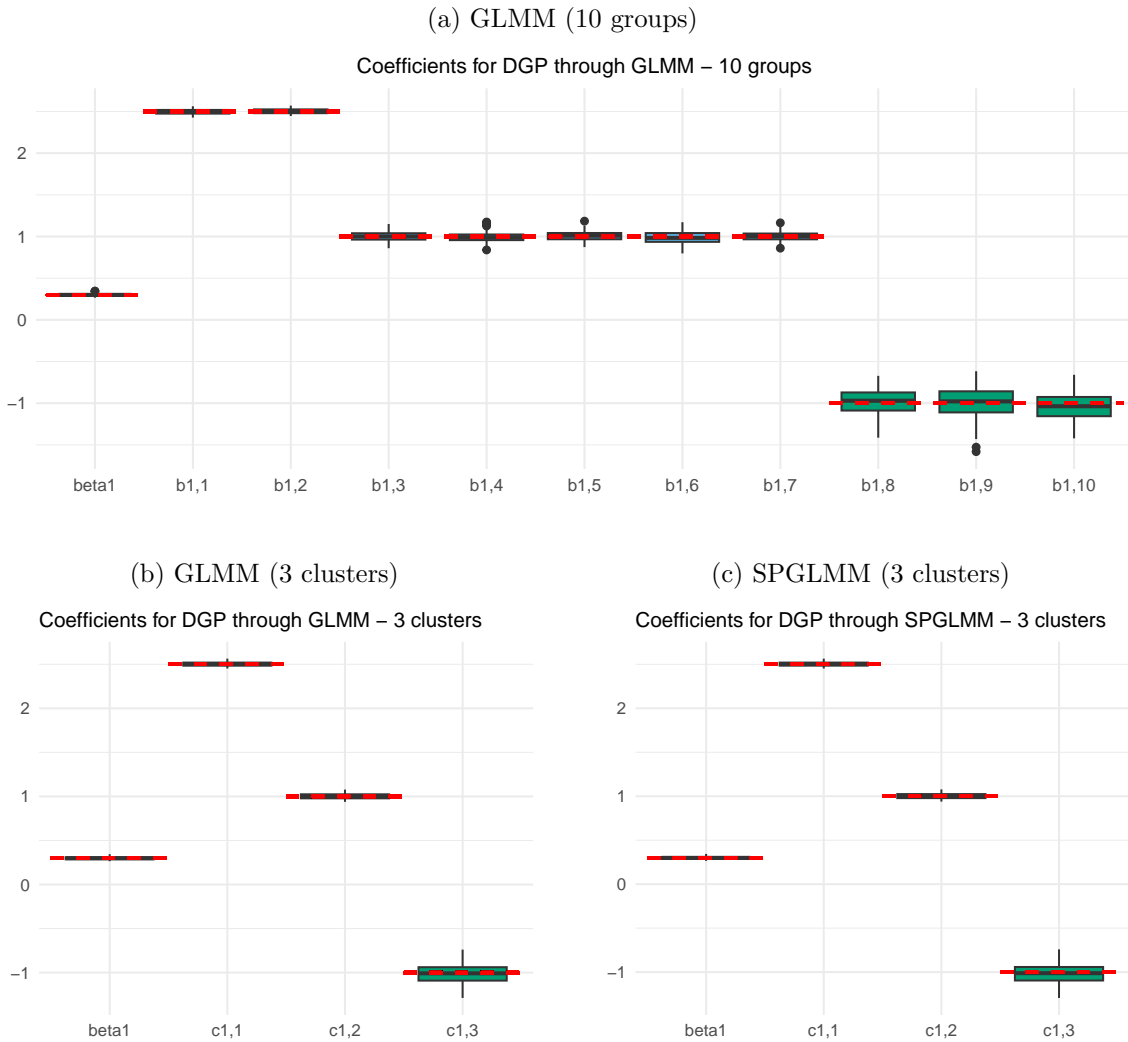 (a) GLMM (10 groups)
Coefficients for DGP through GLMM − 10 groups
2
1
0
−1
beta1 b1,1 b1,2 b1,3 b1,4 b1,5 b1,6 b1,7 b1,8 b1,9 b1,10
(b) GLMM (3 clusters)
Coefficients for DGP through GLMM − 3 clusters
2
1
0
−1
beta1 c1,1 c1,2 c1,3
(c) SPGLMM (3 clusters)
Coefficients for DGP through SPGLMM − 3 clusters
2
1
0
−1
beta1 c1,1 c1,2 c1,3